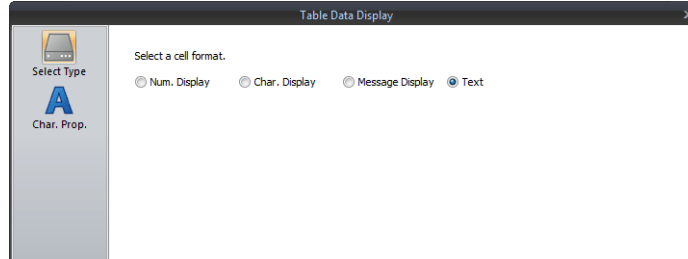 Table Data Display
Select Type
Char. Prop.
Select a cell format.
Num. Display Char. Display Message Display Text